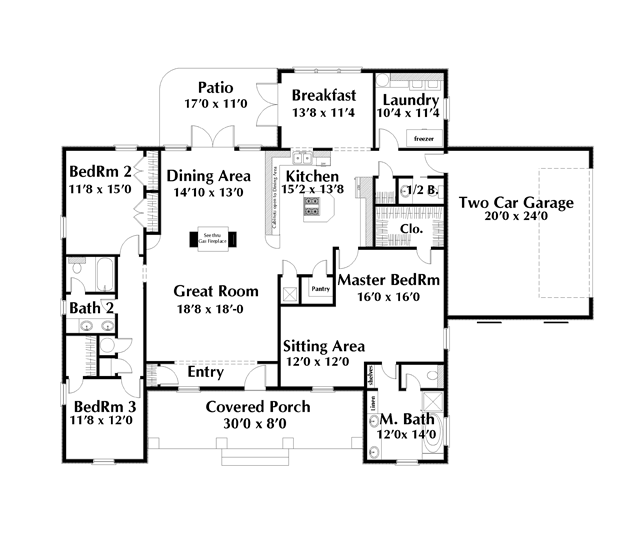 Patio
17'0 x 11'0
Breakfast
13'8 x 11'4
Laundry
10'4 x 11'4
freezer
BedRm 2
11'8 x 15'0
Dining Area
14'10 x 13'0
Cabinets open to Dining Area
Kitchen
15'2 x 13'8
1/2 B.
Two Car Garage
20'0 x 24'0
Clo.
See thru
Gas Fireplace
Master BedRm
16'0 x 16'0
Pantry
Great Room
18'8 x 18'-0
Bath 2
Sitting Area
12'0 x 12'0
Entry
shelves
Linen
BedRm 3
11'8 x 12'0
Covered Porch
30'0 x 8'0
M. Bath
12'0x 14'0